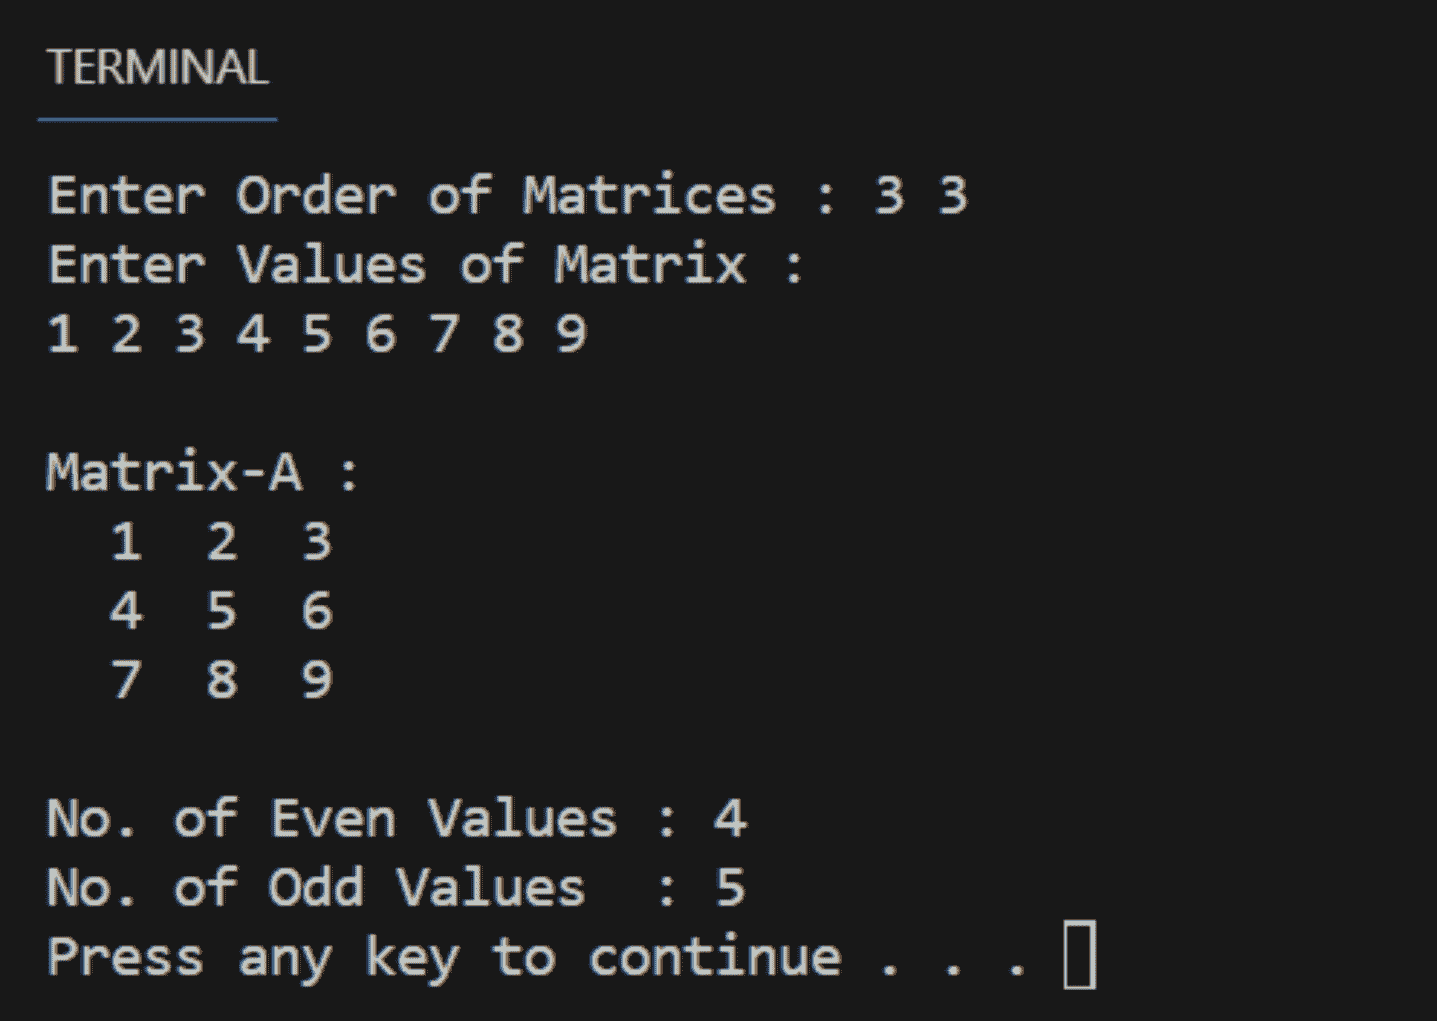 TERMINAL
Enter Order of Matrices : 3 3
Enter Values of Matrix :
1 2 3 4 5 6 7 8 9
Matrix-A :
  1  2  3
  4  5  6
  7  8  9
No. of Even Values : 4
No. of Odd Values  : 5
Press any key to continue . . .